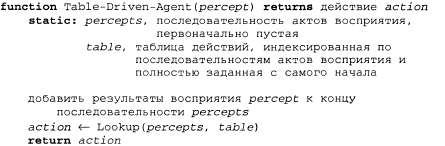 function Table-Driven-Agent(percept) returns действие action
static: percepts, последовательность актов восприятия,
первоначально пустая
table, таблица действий, индексированная по
последовательностям актов восприятия и
полностью заданная с самого начала
добавить результаты восприятия percept к концу
последовательности percepts
action ← Lookup(percepts, table)
return action